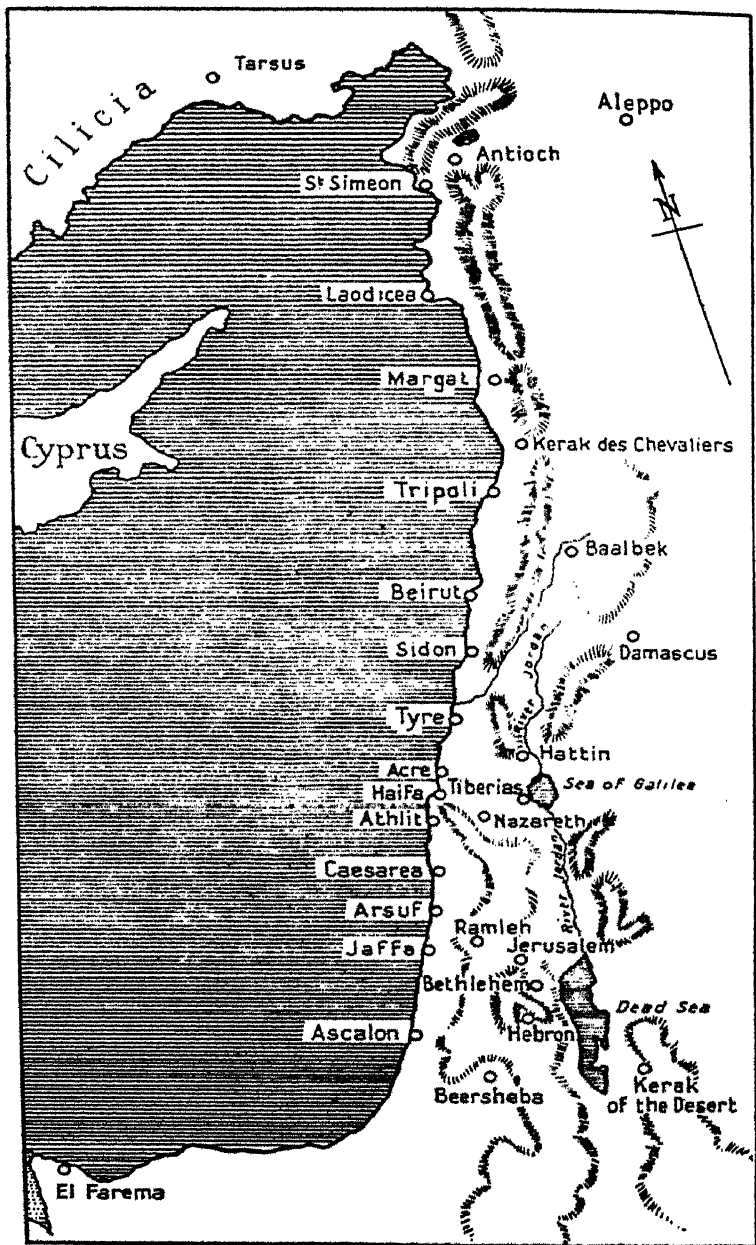 Tarsus
Cilicia
Aleppo
Antioch
St Simeon
N
Laodicea
Margat
Cyprus
Kerak des Chevaliers
Tripoli
Baalbek
Beirut
River Jordan
Damascus
Sidon
Tyre
Hattin
Acre
Sea of Galilee
Haifa
Tiberias
Athlit
Nazareth
River Jordan
Caesarea
Arsuf
Ramleh
Jaffa
Jerusalem
Bethlehem
Dead Sea
Ascalon
Hebron
Beersheba
Kerak
of the Desert
El Farema